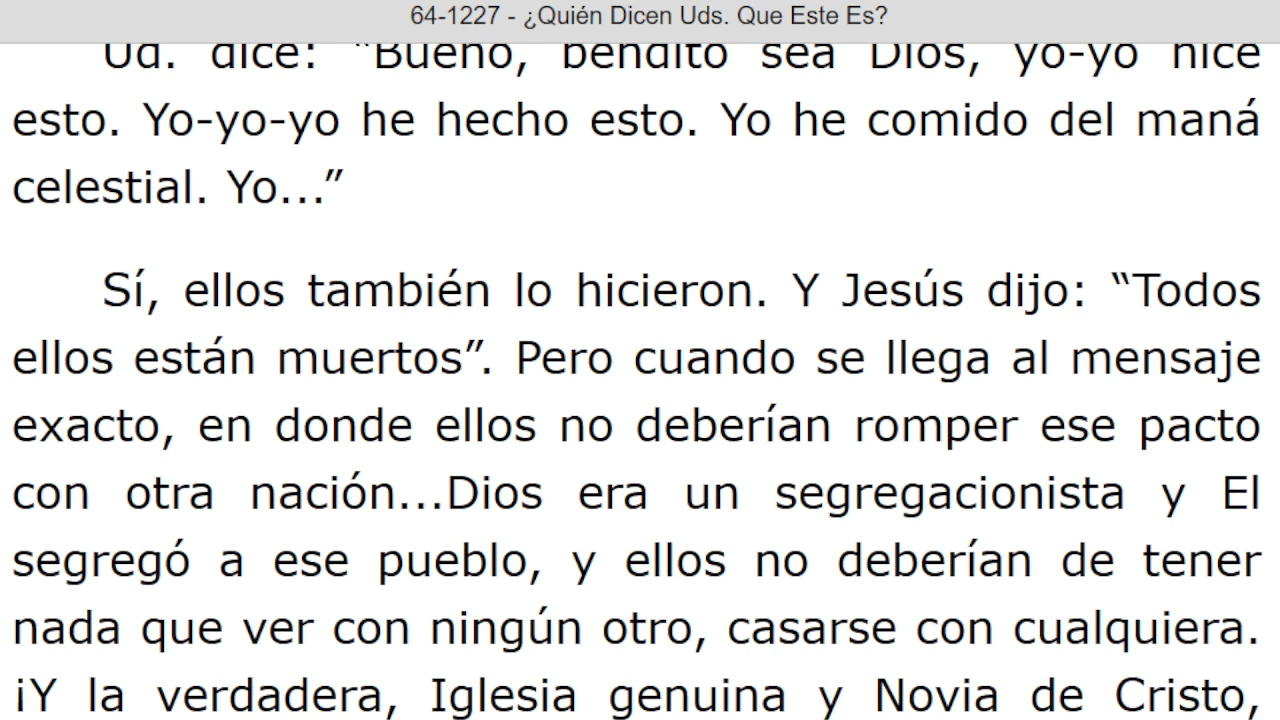 64-1227 - ¿Quién Dicen Uds. Que Este Es?
Ud. dice: “Bueno, bendito sea Dios, yo-yo hice
esto. Yo-yo-yo he hecho esto. Yo he comido del maná
celestial. Yo...”
Sí, ellos también lo hicieron. Y Jesús dijo: “Todos
ellos están muertos”. Pero cuando se llega al mensaje
exacto, en donde ellos no deberían romper ese pacto
con otra nación...Dios era un segregacionista y El
segregó a ese pueblo, y ellos no deberían de tener
nada que ver con ningún otro, casarse con cualquiera.
¡Y la verdadera, Iglesia genuina y Novia de Cristo,